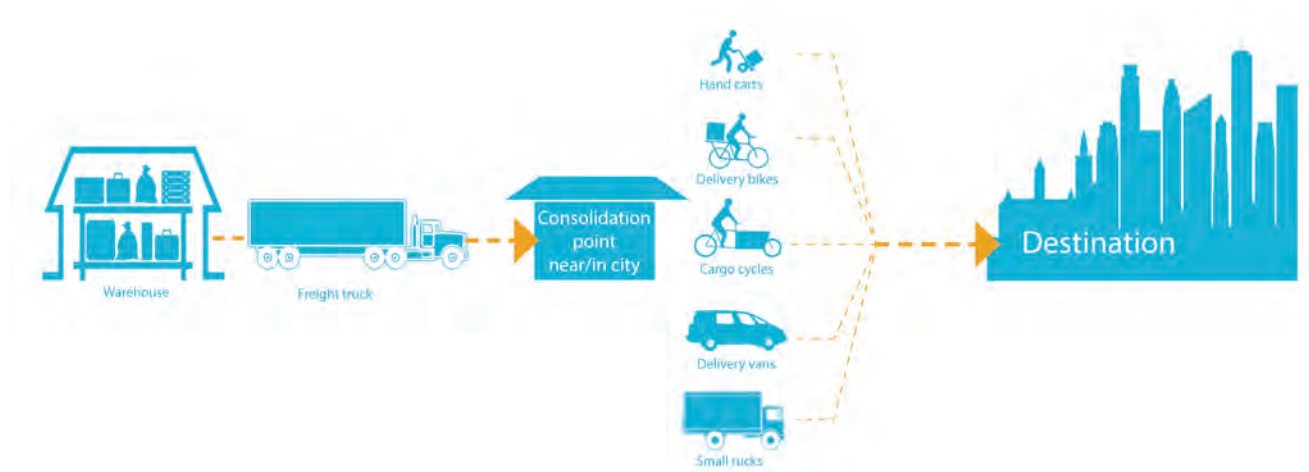 Warehouse
Freight truck
Consolidation
point
near/in city
Hand carts
Delivery bikes
Cargo cycles
Delivery vans
Small rucks
Destination